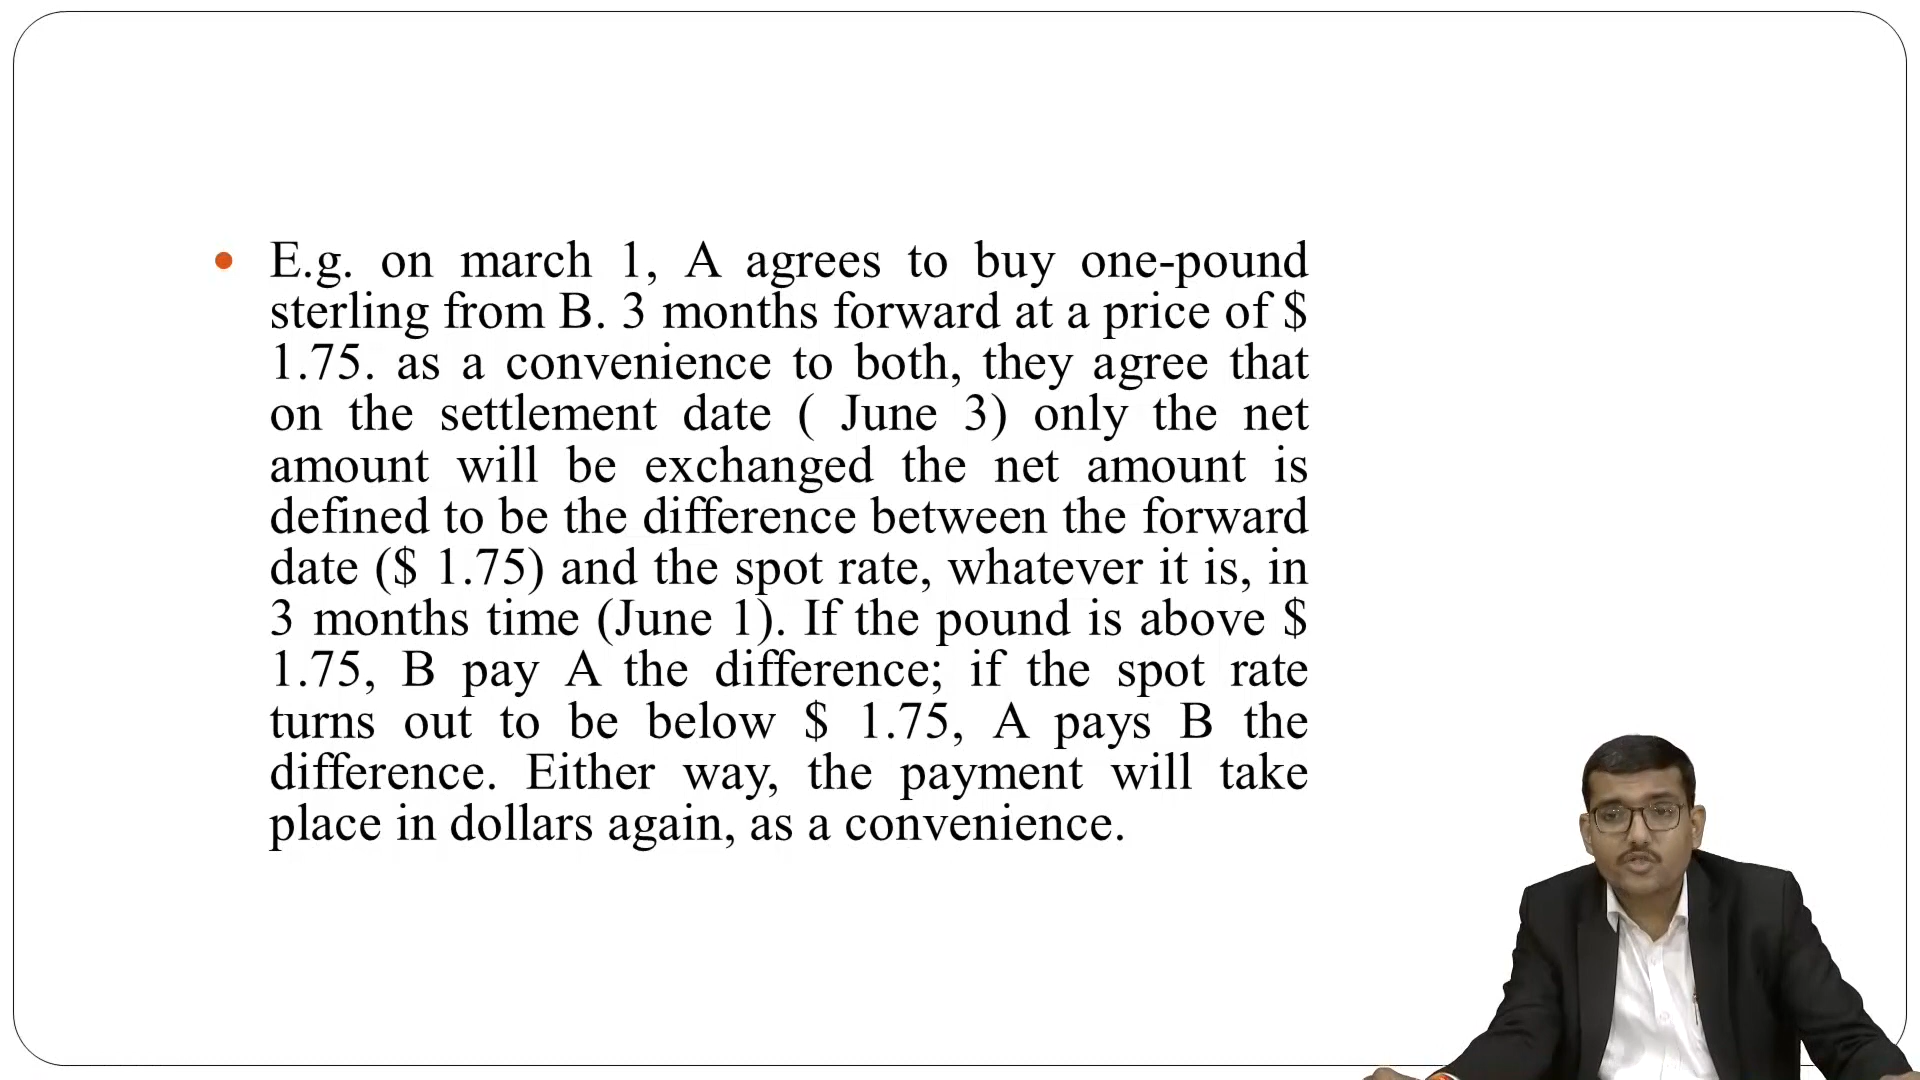 E.g. on march 1, A agrees to buy one-pound
sterling from B. 3 months forward at a price of $
1.75. as a convenience to both, they agree that
on the settlement date ( June 3) only the net
amount will be exchanged the net amount is
defined to be the difference between the forward
date ($ 1.75) and the spot rate, whatever it is, in
3 months time (June 1). If the pound is above $
1.75, B pay A the difference; if the spot rate
turns out to be below $ 1.75, A pays B the
difference. Either way, the payment will take
place in dollars again, as a convenience.